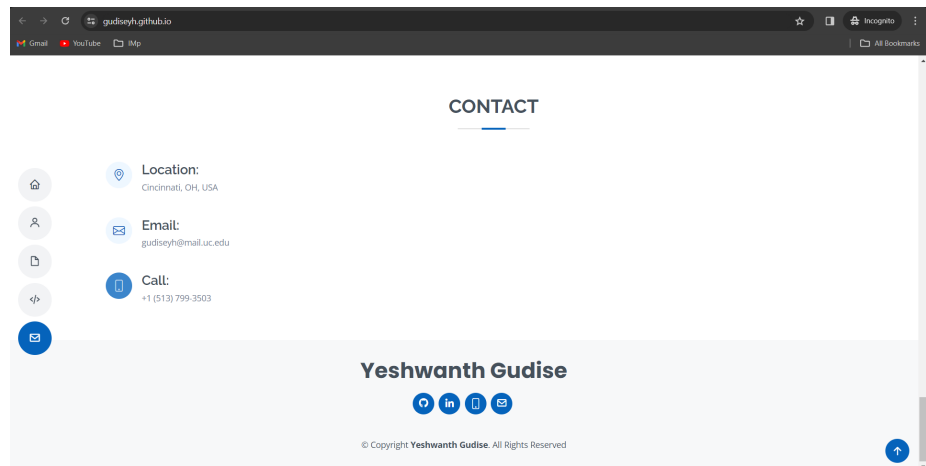 gudiseyh.github.io
Incognito
Gmail YouTube IMp
All Bookmarks
CONTACT
Location:
Cincinnati, OH, USA
Email:
gudiseyh@mail.uc.edu
Call:
+1 (513) 799-3503
Yeshwanth Gudise
in
© Copyright Yeshwanth Gudise. All Rights Reserved